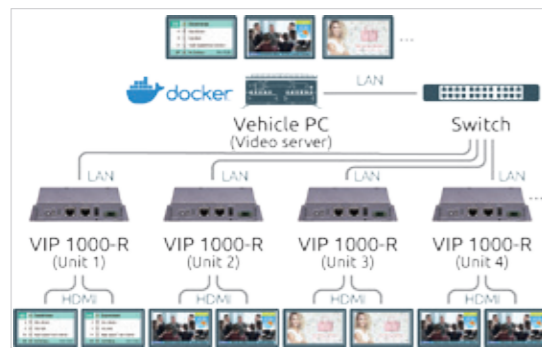 ...
LAN
docker
Vehicle PC
(Video server)
Switch
LAN
LAN
LAN
LAN
...
VIP 1000-R
(Unit 1)
VIP 1000-R
(Unit 2)
VIP 1000-R
(Unit 3)
VIP 1000-R
(Unit 4)
HDMI
HDMI
HDMI
HDMI